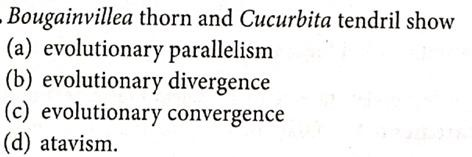 . Bougainvillea thorn and Cucurbita tendril show
(a) evolutionary parallelism
(b) evolutionary divergence
(c) evolutionary convergence
(d) atavism.